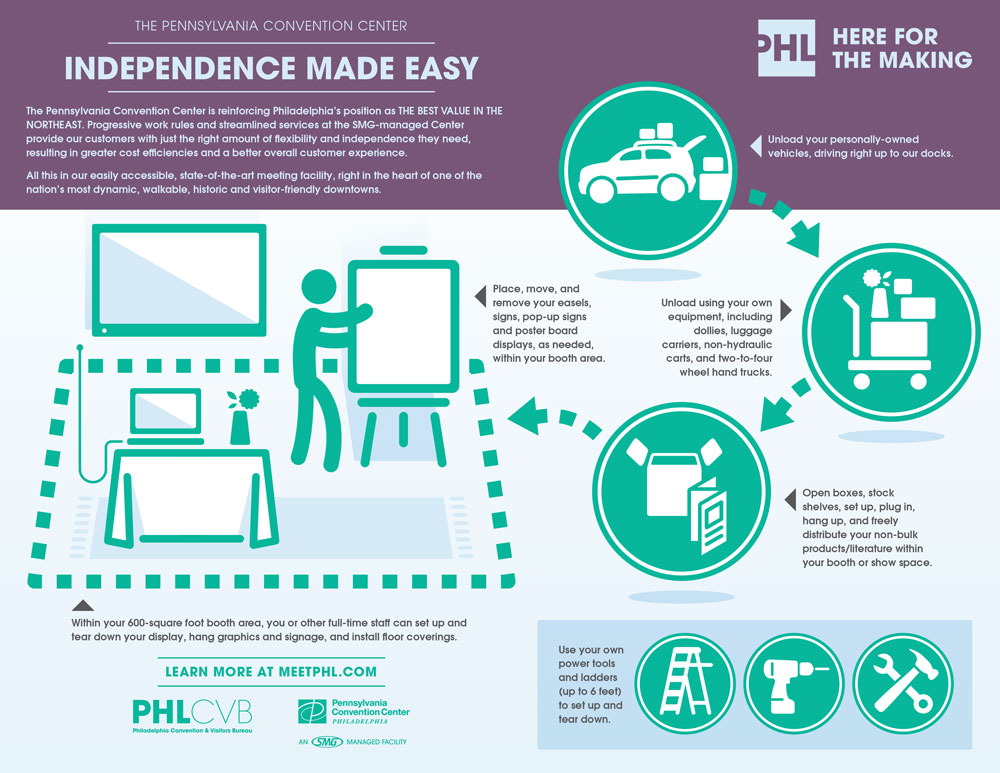 THE PENNSYLVANIA CONVENTION CENTER
INDEPENDENCE MADE EASY
The Pennsylvania Convention Center is reinforcing Philadelphia's position as THE BEST VALUE IN THE
NORTHEAST. Progressive work rules and streamlined services at the SMG-managed Center
provide our customers with just the right amount of flexibility and independence they need,
resulting in greater cost efficiencies and a better overall customer experience.
All this in our easily accessible, state-of-the-art meeting facility, right in the heart of one of the
nation's most dynamic, walkable, historic and visitor-friendly downtowns.
PHL
HERE FOR
THE MAKING
Unload your personally-owned
vehicles, driving right up to our docks.
Unload using your own
equipment, including
dollies, luggage
carriers, non-hydraulic
carts, and two-to-four
wheel hand trucks.
Open boxes, stock
shelves, set up, plug in,
hang up, and freely
distribute your non-bulk
products/literature within
your booth or show space.
Place, move, and
remove your easels,
signs, pop-up signs
and poster board
displays, as needed,
within your booth area.
Within your 600-square foot booth area, you or other full-time staff can set up and
tear down your display, hang graphics and signage, and install floor coverings.
LEARN MORE AT MEETPHL.COM
PHLCVB
Philadelphia Convention & Visitors Bureau
Pennsylvania
Convention Center
PHILADELPHIA
AN SMG MANAGED FACILITY
Use your own
power tools
and ladders
(up to 6 feet)
to set up and
tear down.